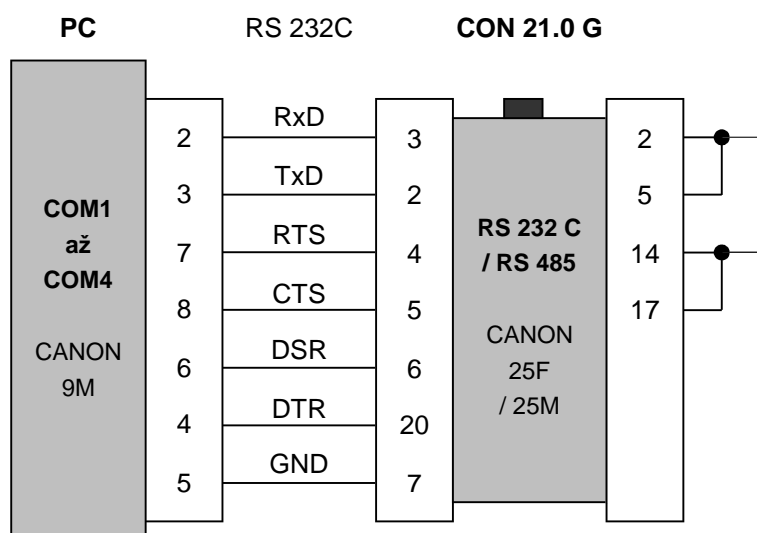 PC RS 232C CON 21.0 G
2 RxD 3 2
3 TxD 2 5
COM1
až
COM4
7 RTS 4 14
RS 232 C
/ RS 485
8 CTS 5 17
CANON
9M
6 DSR 6
CANON
25F
/ 25M
4 DTR 20
5 GND 7